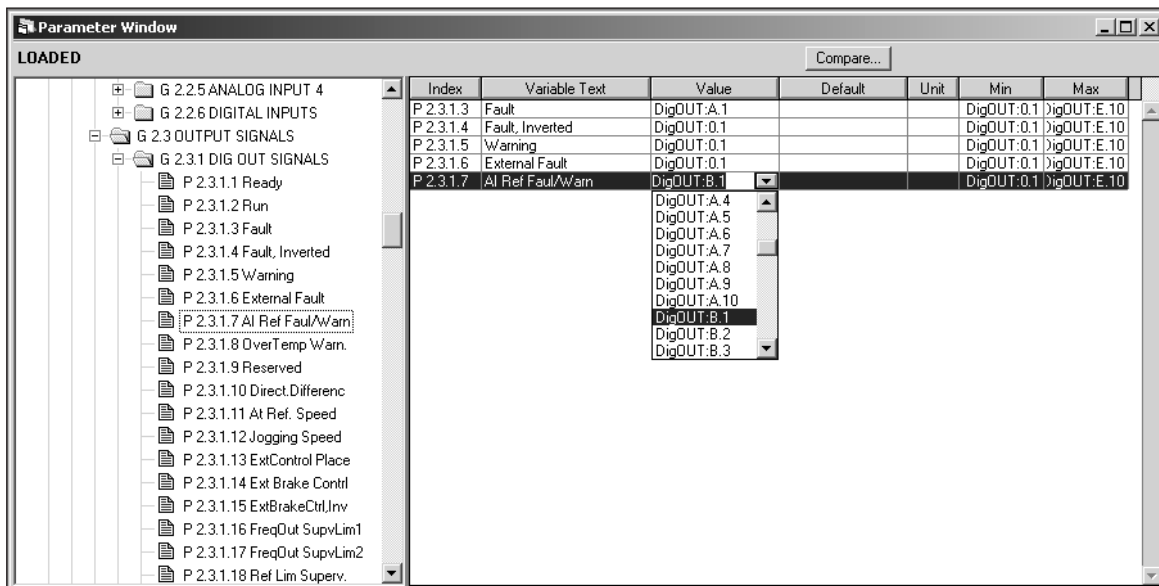 Parameter Window
LOADED
Compare...
G 2.2.5 ANALOG INPUT 4
G 2.2.6 DIGITAL INPUTS
G 2.3 OUTPUT SIGNALS
G 2.3.1 DIG OUT SIGNALS
P 2.3.1.1 Ready
P 2.3.1.2 Run
P 2.3.1.3 Fault
P 2.3.1.4 Fault, Inverted
P 2.3.1.5 Warning
P 2.3.1.6 External Fault
P 2.3.1.7 AI Ref Faul/Warn
P 2.3.1.8 OverTemp Warn.
P 2.3.1.9 Reserved
P 2.3.1.10 Direct.Differenc
P 2.3.1.11 At Ref. Speed
P 2.3.1.12 Jogging Speed
P 2.3.1.13 ExtControl Place
P 2.3.1.14 Ext Brake Contrl
P 2.3.1.15 ExtBrakeCtrl,Inv
P 2.3.1.16 FreqOut SupvLim1
P 2.3.1.17 FreqOut SupvLim2
P 2.3.1.18 Ref Lim Superv.
Index Variable Text Value Default Unit Min Max
P 2.3.1.3 Fault DigOUT:A.1 DigOUT:0.1 )igOUT:E.10
P 2.3.1.4 Fault, Inverted DigOUT:0.1 DigOUT:0.1 )igOUT:E.10
P 2.3.1.5 Warning DigOUT:0.1 DigOUT:0.1 )igOUT:E.10
P 2.3.1.6 External Fault DigOUT:0.1 DigOUT:0.1 )igOUT:E.10
P 2.3.1.7 AI Ref Faul/Warn DigOUT:B.1 DigOUT:0.1 )igOUT:E.10
DigOUT:A.4
DigOUT:A.5
DigOUT:A.6
DigOUT:A.7
DigOUT:A.8
DigOUT:A.9
DigOUT:A.10
DigOUT:B.1
DigOUT:B.2
DigOUT:B.3